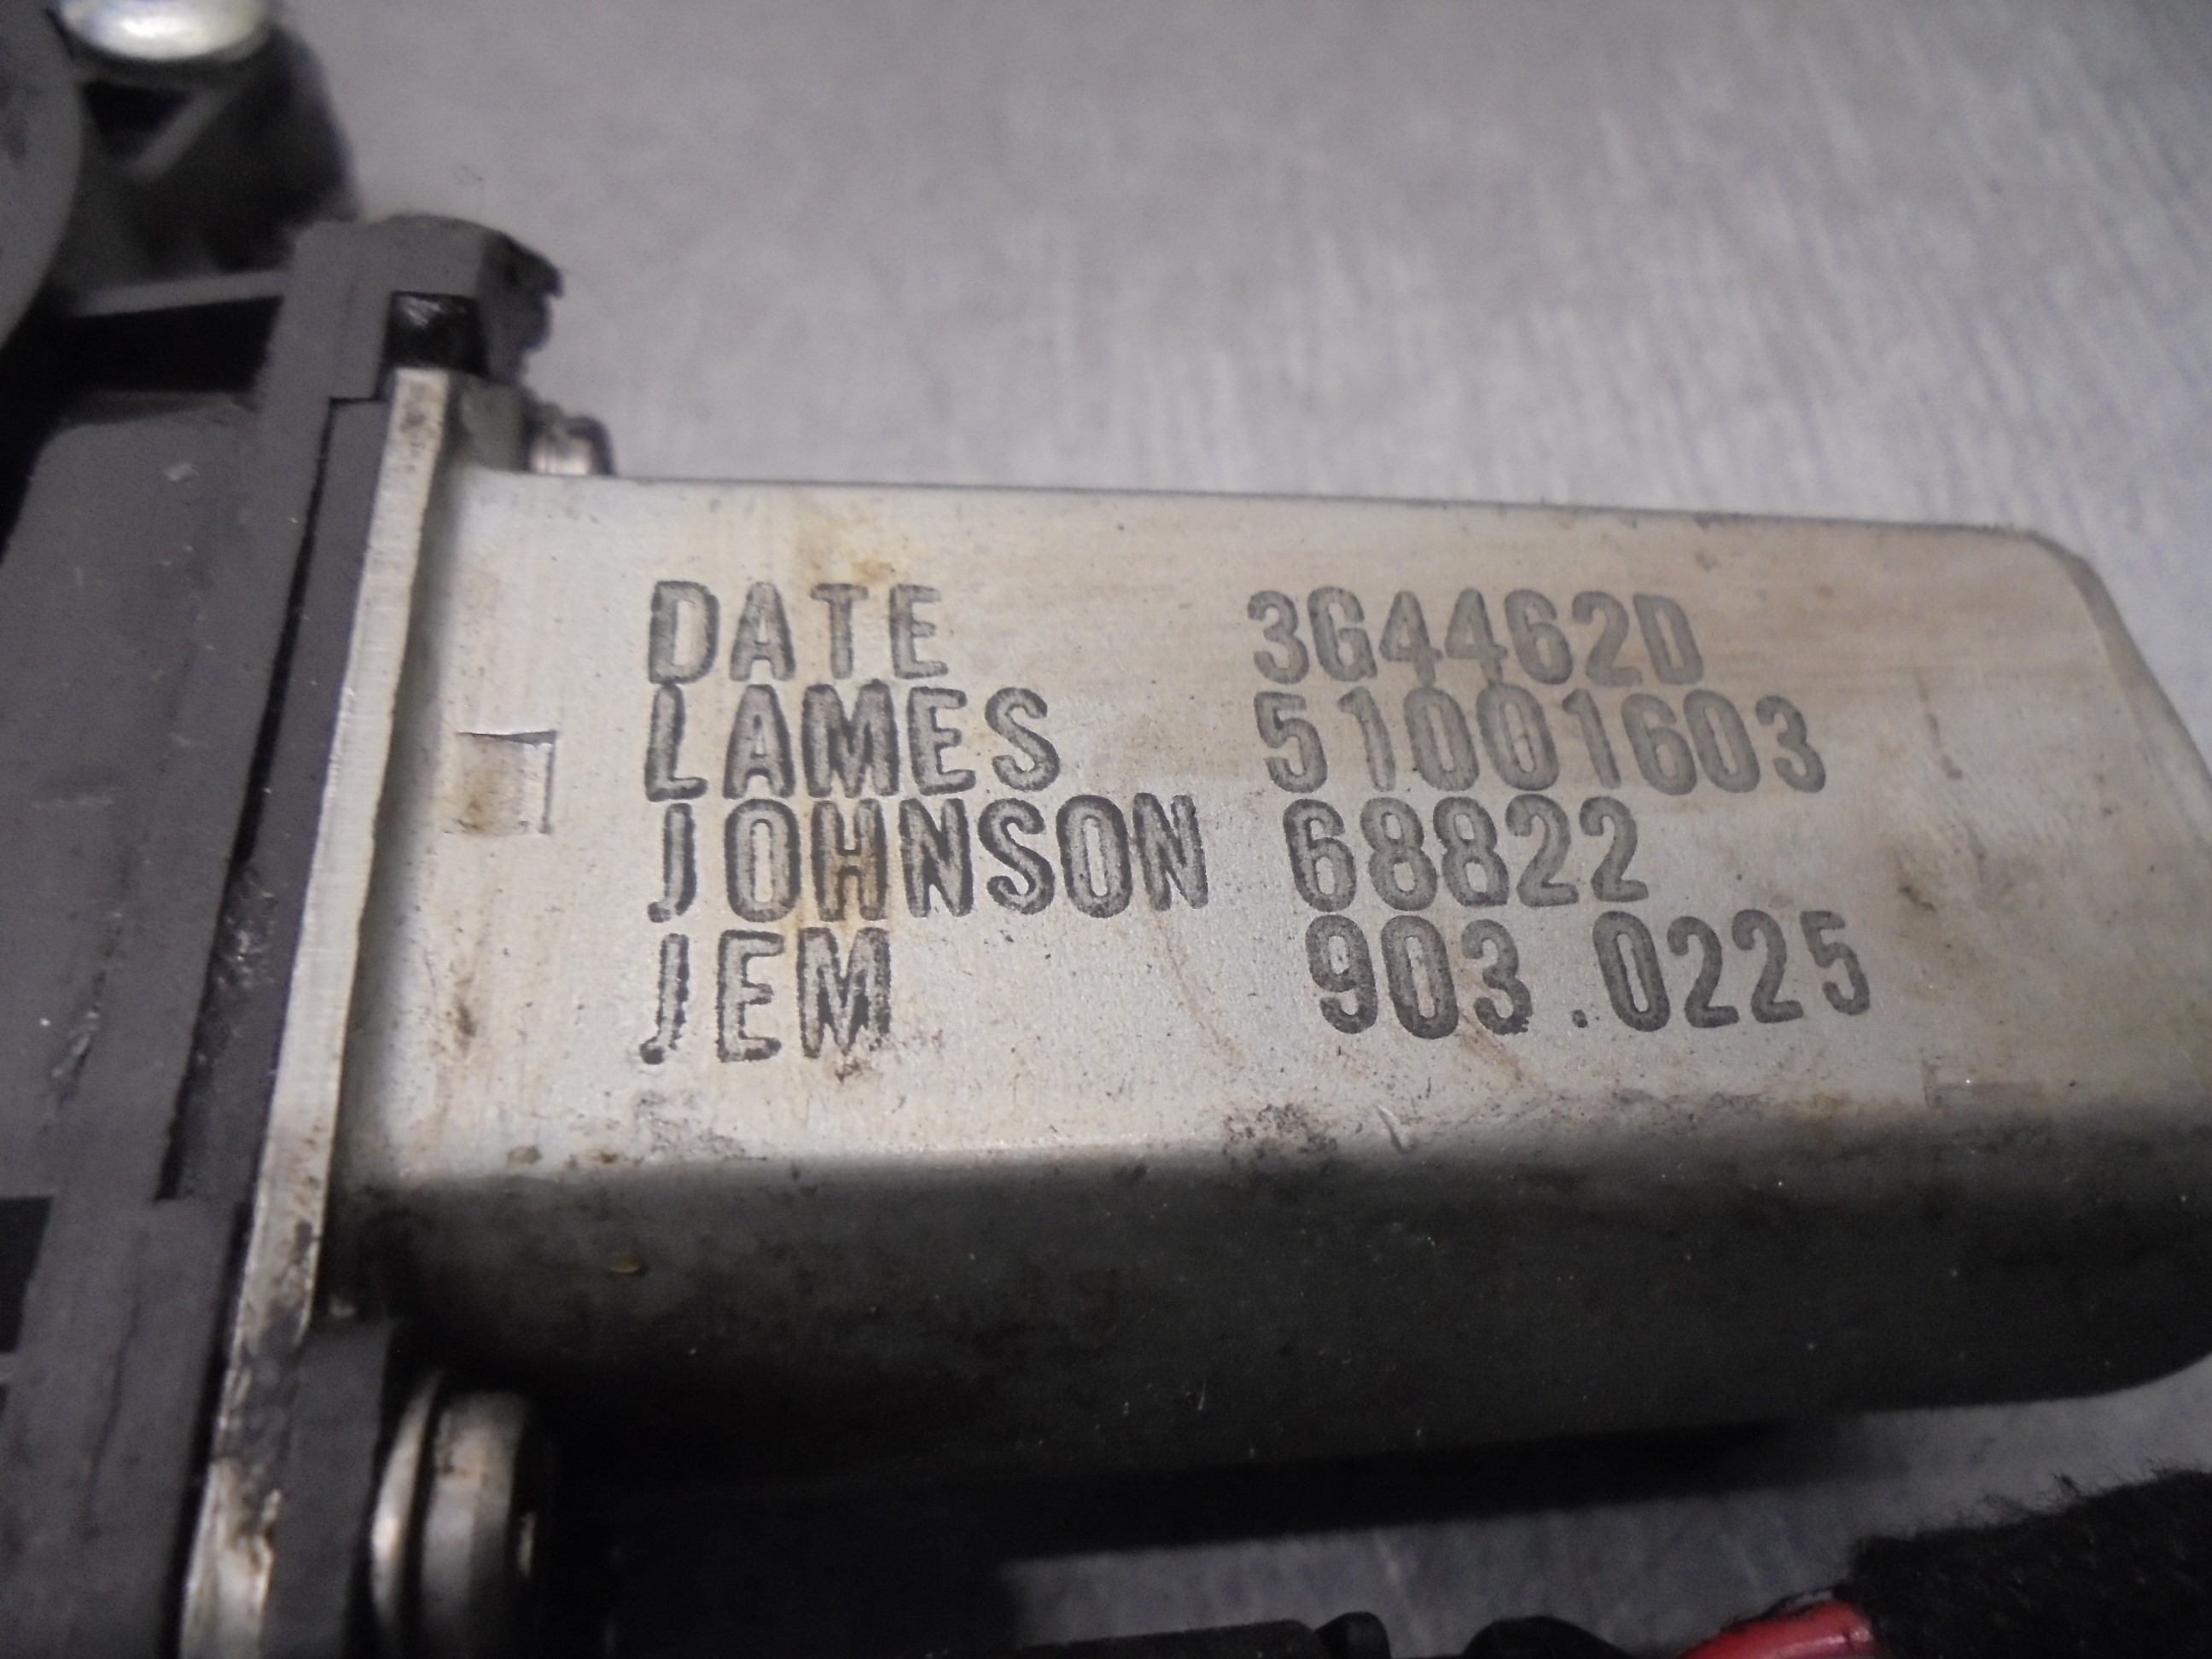 DATE 3G4462D
LAMES 51001603
JOHNSON 68822
JEM 903.0225